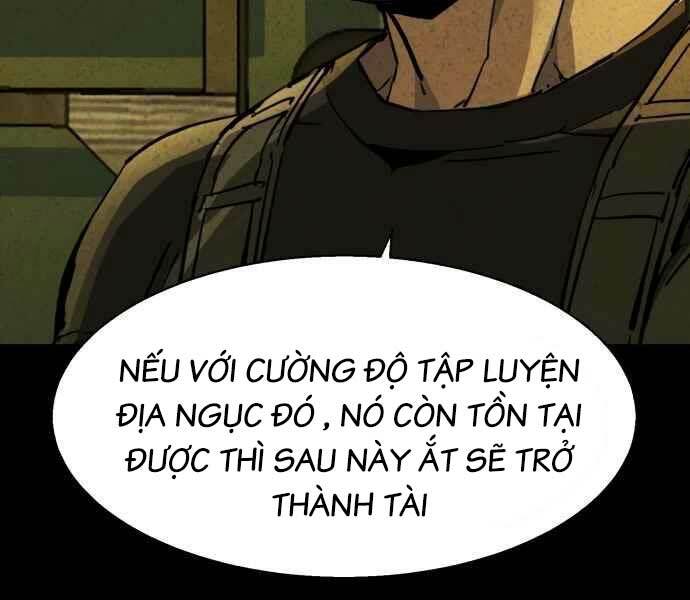 NẾU VỚI CƯỜNG ĐỘ TẬP LUYỆN
ĐỊA NGỤC ĐÓ , NÓ CÒN TỒN TẠI
ĐƯỢC THÌ SAU NÀY ẮT SẼ TRỞ
THÀNH TÀI